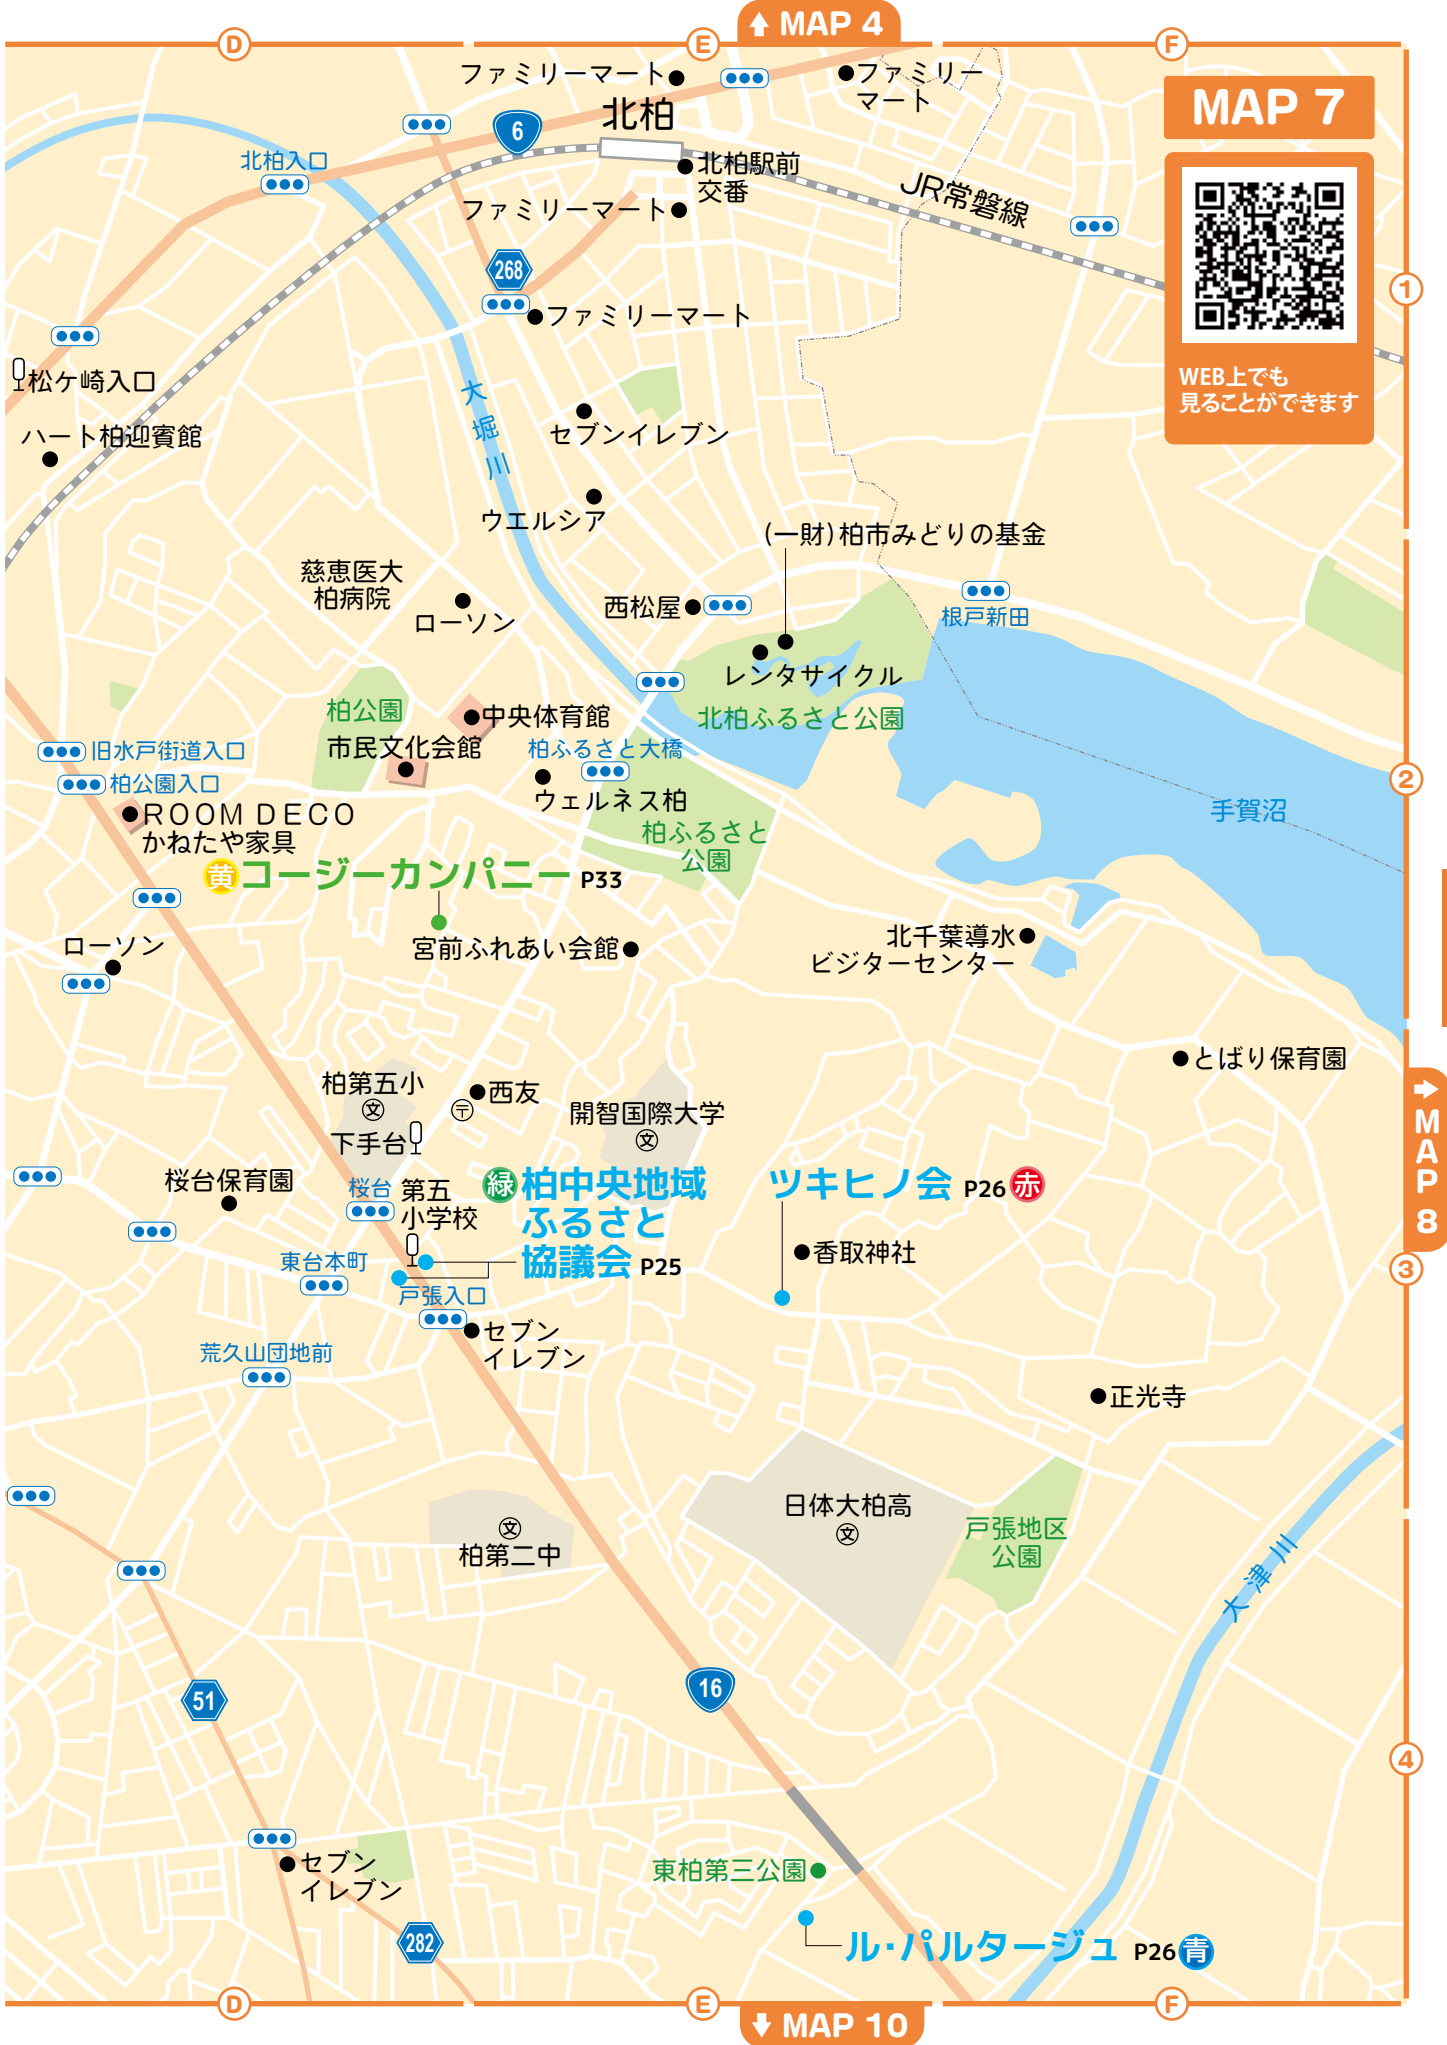 MAP 4
D
E
F
MAP 7
WEB上でも
見ることができます
ファミリーマート
ファミリー
マート
北柏
6
北柏入口
北柏駅前
交番
JR常磐線
ファミリーマート
268
ファミリーマート
1
松ケ崎入口
ハート柏迎賓館
大堀川
セブンイレブン
ウエルシア
(一財)柏市みどりの基金
慈恵医大
柏病院
ローソン
西松屋
根戸新田
レンタサイクル
北柏ふるさと公園
柏公園
中央体育館
市民文化会館
柏ふるさと大橋
旧水戸街道入口
柏公園入口
2
ウェルネス柏
手賀沼
ROOM DECO
かねたや家具
柏ふるさと
公園
黄コージーカンパニー P33
ローソン
宮前ふれあい会館
北千葉導水
ビジターセンター
とばり保育園
MAP 8
柏第五小
文
西友
〒
開智国際大学
文
下手台
桜台保育園
桜台
第五
小学校
緑柏中央地域
ふるさと
協議会 P25
ツキヒノ会 P26赤
香取神社
東台本町
戸張入口
3
セブン
イレブン
荒久山団地前
正光寺
日体大柏高
文
文
柏第二中
戸張地区
公園
大津川
51
16
4
セブン
イレブン
東柏第三公園
282
ル・パルタージュ P26青
D
E
F
MAP 10